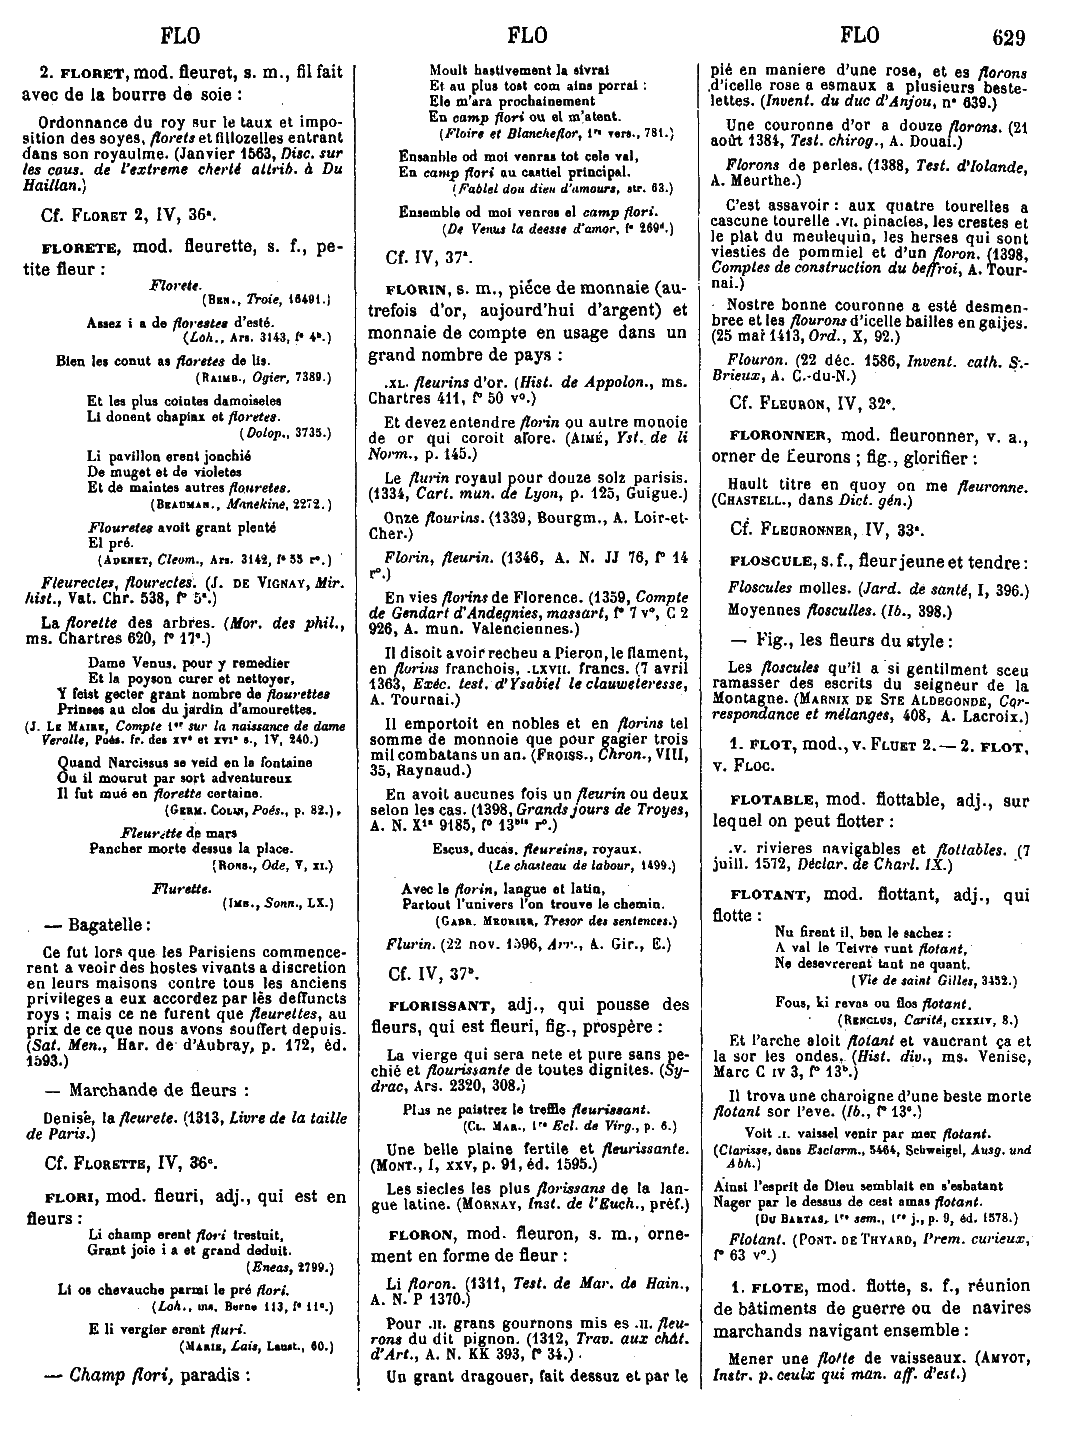 FLO
FLO
FLO
629
2. FLORET, mod. fleuret, s. m., fil fait
avec de la bourre de soie :
Ordonnance du roy sur le taux et impo-
sition des soyes, florets et fillozelles entrant
dans son royaulme. (Janvier 1563, Disc. sur
les caus. de l'extreme cherté attrib. à Du
Haillan.)
Cf. FLORET 2, IV, 36ª.
FLORETE, mod. fleurette, s. f., pe-
tite fleur :
Florete.
(BEN., Troie, 16491.)
Assez i a de florestes d'esté.
(Loh., Ars. 3143, fº 4ᵇ.)
Bien les conut as floretes de lis.
(RAIMB., Ogier, 7389.)
Et les plus cointes damoiseles
Li donent chapiax et floretes.
(Dolop., 3735.)
Li pavillon erent jonchié
De muget et de violetes
Et de maintes autres flouretes.
(BEAUMAN., Manekine, 2272.)
Flouretes avoit grant plenté
El pré.
(ADENET, Cleom., Ars. 3142, fº 55 rº.)
Fleurectes, flourectes. (J. DE VIGNAY, Mir.
hist., Vat. Chr. 538, fº 5ª.)
La florette des arbres. (Mor. des phil.,
ms. Chartres 620, fº 17ª.)
Dame Venus, pour y remedier
Et la poyson curer et nettoyer,
Y feist gecter grant nombre de flourettes
Prinses au clos du jardin d'amourettes.
(J. LE MAIRE, Compte 1ᵉʳ sur la naissance de dame
Verolle, Poés. fr. des XVᵉ et XVIᵉ s., IV, 240.)
Quand Narcissus se veid en la fontaine
Ou il mourut par sort adventureux
Il fut mué en florette certaine.
(GERM. COLIN, Poés., p. 82.)
Fleurette de mars
Pancher morte dessus la place.
(RONS., Ode, V, XI.)
Flurette.
(IMB., Sonn., LX.)
— Bagatelle :
Ce fut lors que les Parisiens commence-
rent a veoir des hostes vivants a discretion
en leurs maisons contre tous les anciens
privileges a eux accordez par lés deffuncts
roys ; mais ce ne furent que fleurettes, au
prix de ce que nous avons souffert depuis.
(Sat. Men., Har. de d'Aubray, p. 172, éd.
1593.)
— Marchande de fleurs :
Denise, la fleurete. (1313, Livre de la taille
de Paris.)
Cf. FLORETTE, IV, 36ᶜ.
FLORI, mod. fleuri, adj., qui est en
fleurs :
Li champ erent flori trestuit,
Grant joie i a et grand deduit.
(Eneas, 2799.)
Li os chevauche parmi le pré flori.
(Loh., ms. Berne 113, fº 11ᵃ.)
E li vergier erent fluri.
(MARIE, Lais, Laust., 60.)
— Champ flori, paradis :
Moult hastivement la sivrai
Et au plus tost com ains porrai :
Ele m'ara prochainement
En camp flori ou el m'atent.
(Floire et Blancheflor, 1ʳᵉ vers., 781.)
Ensanble od moi venras tot cele val,
En camp flori au castiel principal.
(Fablel dou dieu d'amours, str. 63.)
Ensemble od moi venres el camp flori.
(De Venus la deesse d'amor, fº 269ᵈ.)
Cf. IV, 37ª.
FLORIN, s. m., piéce de monnaie (au-
trefois d'or, aujourd'hui d'argent) et
monnaie de compte en usage dans un
grand nombre de pays :
.XL. fleurins d'or. (Hist. de Appolon., ms.
Chartres 411, fº 50 vº.)
Et devez entendre florin ou autre monoie
de or qui coroit alore. (AIMÉ, Yst. de li
Norm., p. 145.)
Le flurin royaul pour douze solz parisis.
(1334, Cart. mun. de Lyon, p. 125, Guigue.)
Onze flourins. (1339, Bourgm., A. Loir-et-
Cher.)
Florin, fleurin. (1346, A. N. JJ 76, fº 14
rº.)
En vies florins de Florence. (1359, Compte
de Gendart d'Andegnies, massart, fº 7 vº, C 2
926, A. mun. Valenciennes.)
Il disoit avoir recheu a Pieron, le flament,
en florins franchois, .LXVII. francs. (7 avril
1363, Exéc. test. d'Ysabiel le clauweteresse,
A. Tournai.)
Il emportoit en nobles et en florins tel
somme de monnoie que pour gagier trois
mil combatans un an. (FROISS., Chron., VIII,
35, Raynaud.)
En avoit aucunes fois un fleurin ou deux
selon les cas. (1398, Grands jours de Troyes,
A. N. X¹ᵃ 9185, fº 13ᵇⁱˢ rº.)
Escus, ducas, fleureins, royaux.
(Le chasteau de labour, 1499.)
Avec le florin, langue et latin,
Partout l'univers l'on trouve le chemin.
(GABR. MEURIER, Tresor des sentences.)
Flurin. (22 nov. 1596, Arr., A. Gir., E.)
Cf. IV, 37ᵇ.
FLORISSANT, adj., qui pousse des
fleurs, qui est fleuri, fig., prospère :
La vierge qui sera nete et pure sans pe-
chié et flourissante de toutes dignites. (Sy-
drac, Ars. 2320, 308.)
Plus ne paistrez le treffle fleurissant.
(CL. MAR., 1ʳᵉ Ecl. de Virg., p. 6.)
Une belle plaine fertile et fleurissante.
(MONT., I, XXV, p. 91, éd. 1595.)
Les siecles les plus florissans de la lan-
gue latine. (MORNAY, Inst. de l'Euch., préf.)
FLORON, mod. fleuron, s. m., orne-
ment en forme de fleur :
Li floron. (1311, Test. de Mar. de Hain.,
A. N. P 1370.)
Pour .II. grans gournons mis es .II. fleu-
rons du dit pignon. (1312, Trav. aux chât.
d'Art., A. N. KK 393, fº 34.)
Un grant dragouer, fait dessuz et par le
pié en maniere d'une rose, et es florons
d'icelle rose a esmaux a plusieurs beste-
lettes. (Invent. du duc d'Anjou, nº 639.)
Une couronne d'or a douze florons. (21
août 1384, Test. chirog., A. Douai.)
Florons de perles. (1388, Test. d'Iolande,
A. Meurthe.)
C'est assavoir : aux quatre tourelles a
cascune tourelle .VI. pinacles, les crestes et
le plat du meulequin, les herses qui sont
viesties de pommiel et d'un floron. (1398,
Comptes de construction du beffroi, A. Tour-
nai.)
Nostre bonne couronne a esté desmen-
bree et les flourons d'icelle bailles en gaijes.
(25 mai 1413, Ord., X, 92.)
Flouron. (22 déc. 1586, Invent. cath. S.-
Brieux, A. C.-du-N.)
Cf. FLEURON, IV, 32ᶜ.
FLORONNER, mod. fleuronner, v. a.,
orner de fleurons ; fig., glorifier :
Hault titre en quoy on me fleuronne.
(CHASTELL., dans Dict. gén.)
Cf. FLEURONNER, IV, 33ª.
FLOSCULE, s. f., fleur jeune et tendre :
Floscules molles. (Jard. de santé, I, 396.)
Moyennes flosculles. (Ib., 398.)
— Fig., les fleurs du style :
Les floscules qu'il a si gentilment sceu
ramasser des escrits du seigneur de la
Montagne. (MARNIX DE STE ALDEGONDE, Cor-
respondance et mélanges, 408, A. Lacroix.)
1. FLOT, mod., v. FLUET 2. — 2. FLOT,
v. FLOC.
FLOTABLE, mod. flottable, adj., sur
lequel on peut flotter :
.V. rivieres navigables et flottables. (7
juill. 1572, Déclar. de Charl. IX.)
FLOTANT, mod. flottant, adj., qui
flotte :
Nu firent il, ben le sachez :
A val le Teivre vunt flotant,
Ne desevrerent tant ne quant.
(Vie de saint Gilles, 3452.)
Fous, ki revas ou flos flotant.
(RENCLUS, Carité, CXXXIV, 8.)
Et l'arche aloit flotant et vaucrant ça et
la sor les ondes. (Hist. div., ms. Venise,
Marc C IV 3, fº 13ᵇ.)
Il trova une charoigne d'une beste morte
flotant sor l'eve. (Ib., fº 13ᵃ.)
Voit .I. vaissel venir par mer flotant.
(Clarisse, dans Esclarm., 5464, Schweigel, Ausg. und
Abh.)
Ainsi l'esprit de Dieu semblait en s'esbatant
Nager par le dessus de cest amas flotant.
(DU BARTAS, 1ʳᵉ sem., 1ʳᵉ j., p. 9, éd. 1578.)
Flotant. (PONT. DE THYARD, Prem. curieux,
fº 63 vº.)
1. FLOTE, mod. flotte, s. f., réunion
de bâtiments de guerre ou de navires
marchands navigant ensemble :
Mener une flotte de vaisseaux. (AMYOT,
Instr. p. ceulx qui man. aff. d'est.)